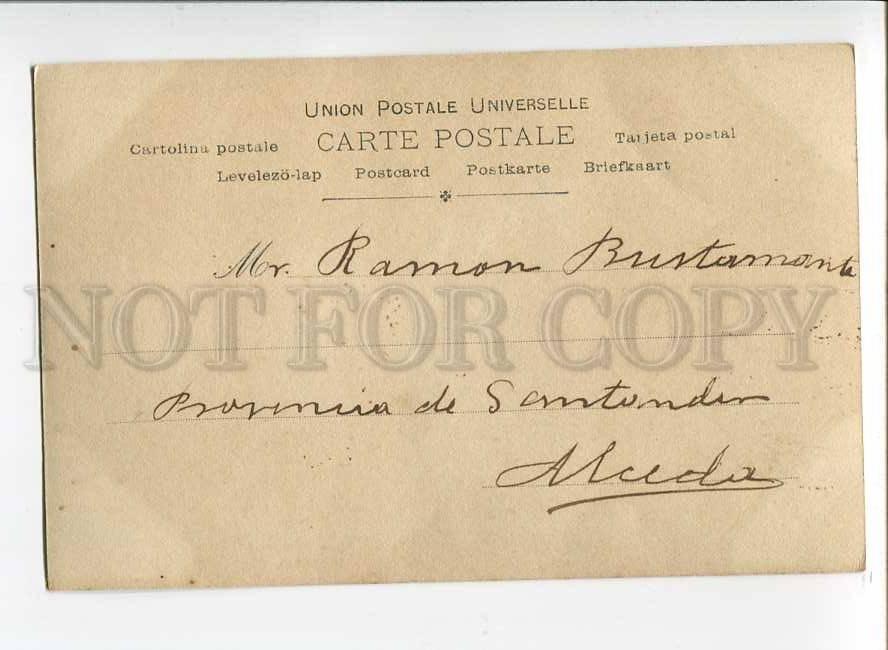 UNION POSTALE UNIVERSELLE
Cartolina postale CARTE POSTALE Tarjeta postal
Levelező-lap Postcard Postkarte Briefkaart
Mr. Ramon Bustamante
NOT FOR COPY
Provincia de Santander
Alceda